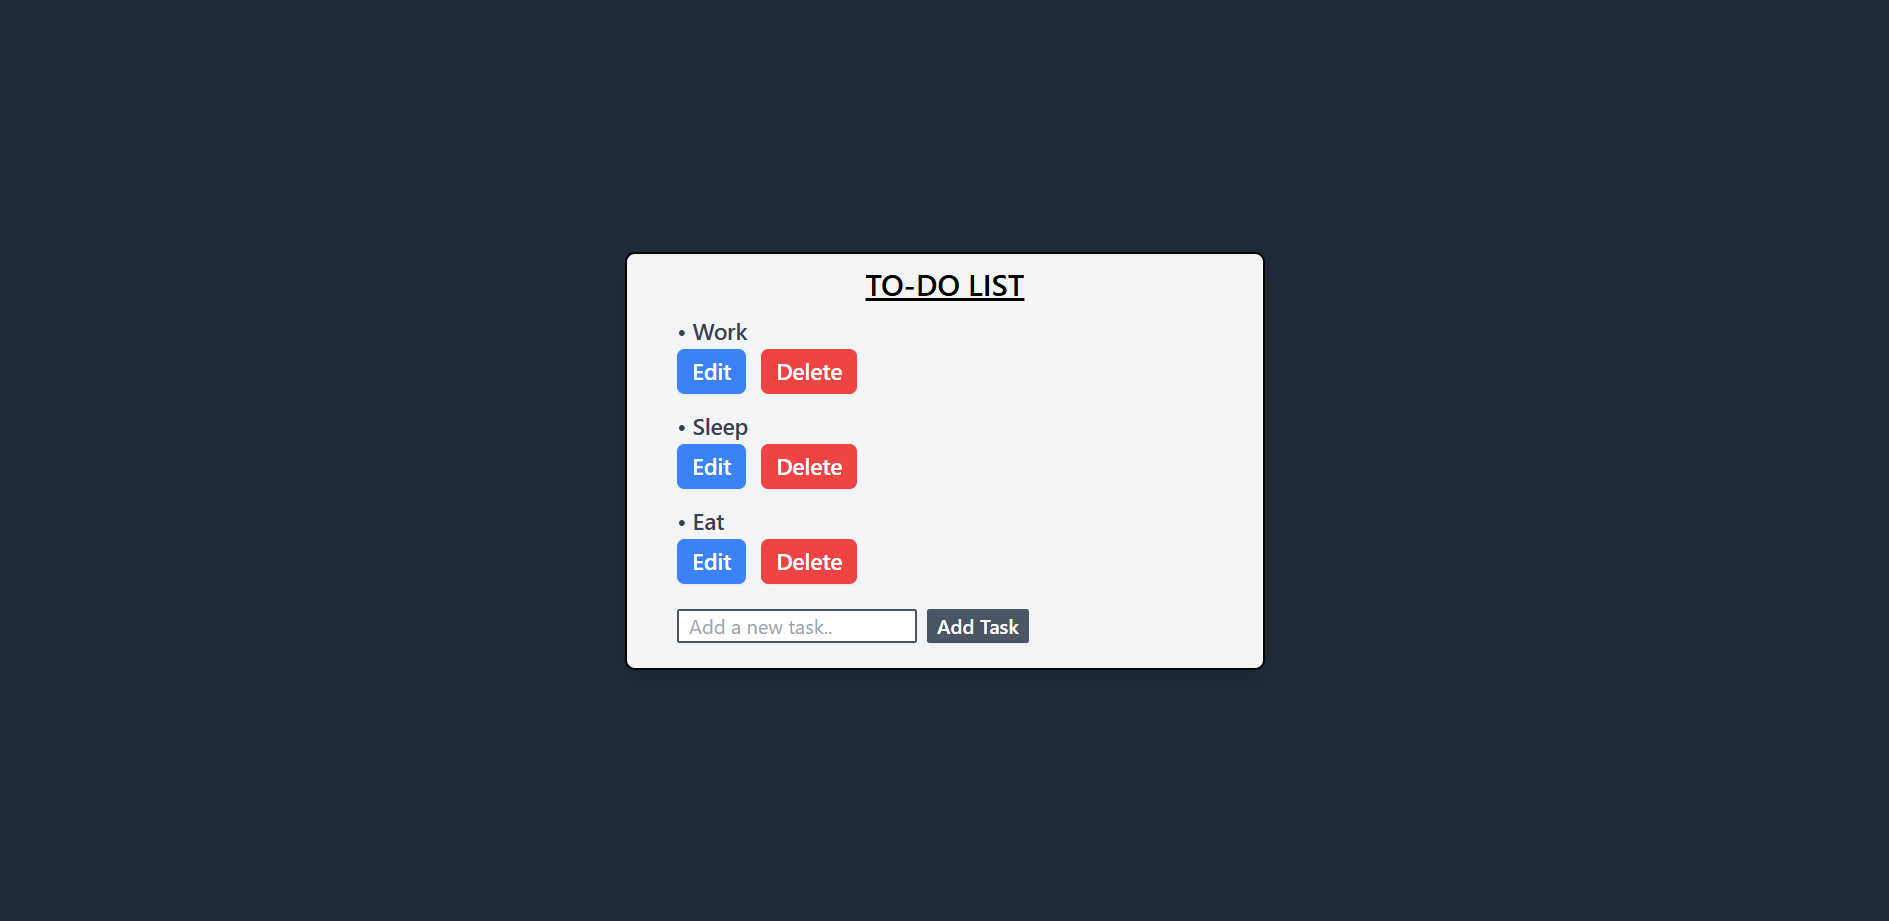 TO-DO LIST
• Work
Edit Delete
• Sleep
Edit Delete
• Eat
Edit Delete
Add a new task.. Add Task